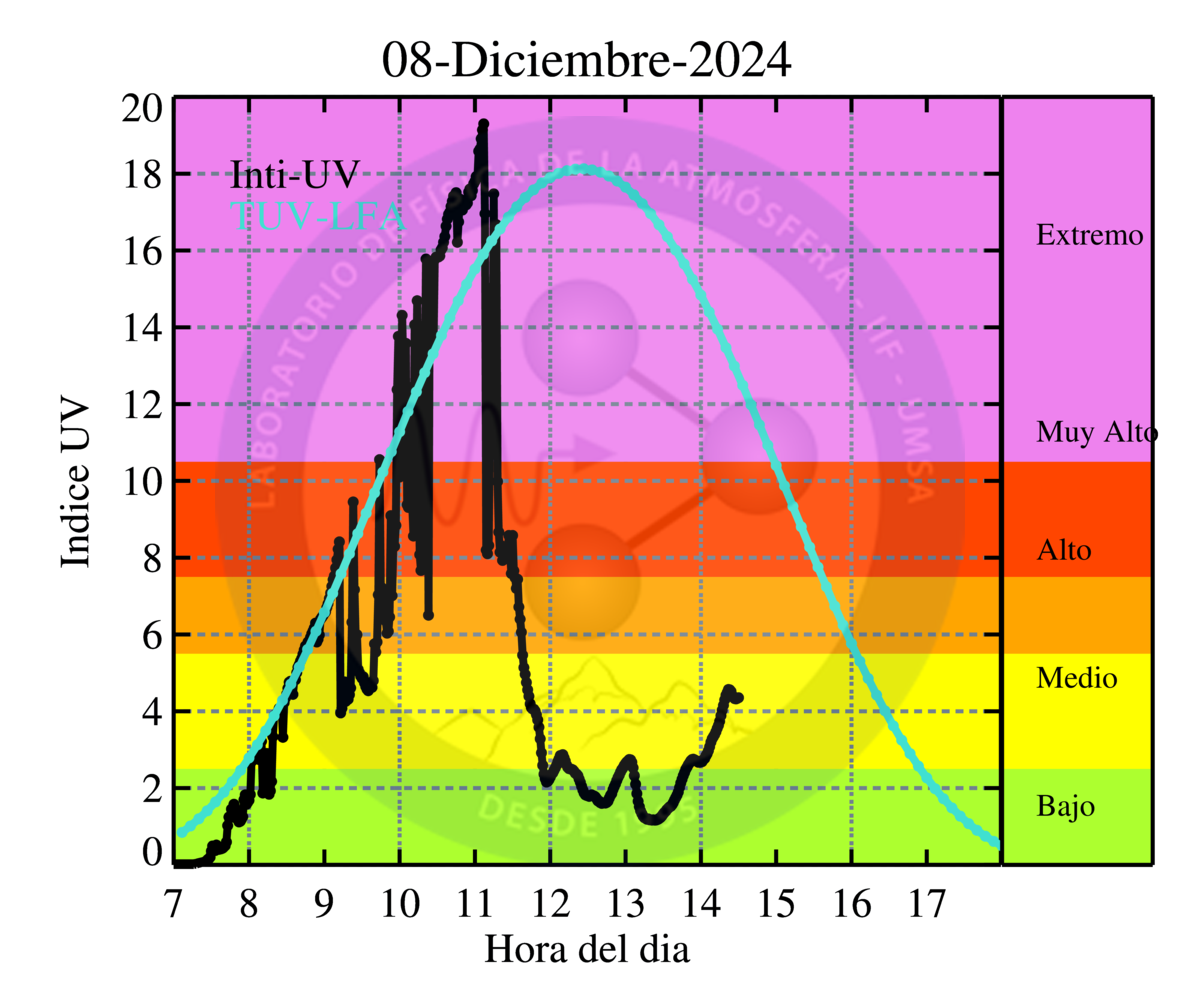 08-Diciembre-2024
Inti-UV
TUV-LFA
Indice UV
20
18
16
14
12
10
8
6
4
2
0
7 8 9 10 11 12 13 14 15 16 17
Hora del dia
Extremo
Muy Alto
Alto
Medio
Bajo
LABORATORIO DE FÍSICA DE LA ATMÓSFERA - IIF - UMSA
DESDE 1995